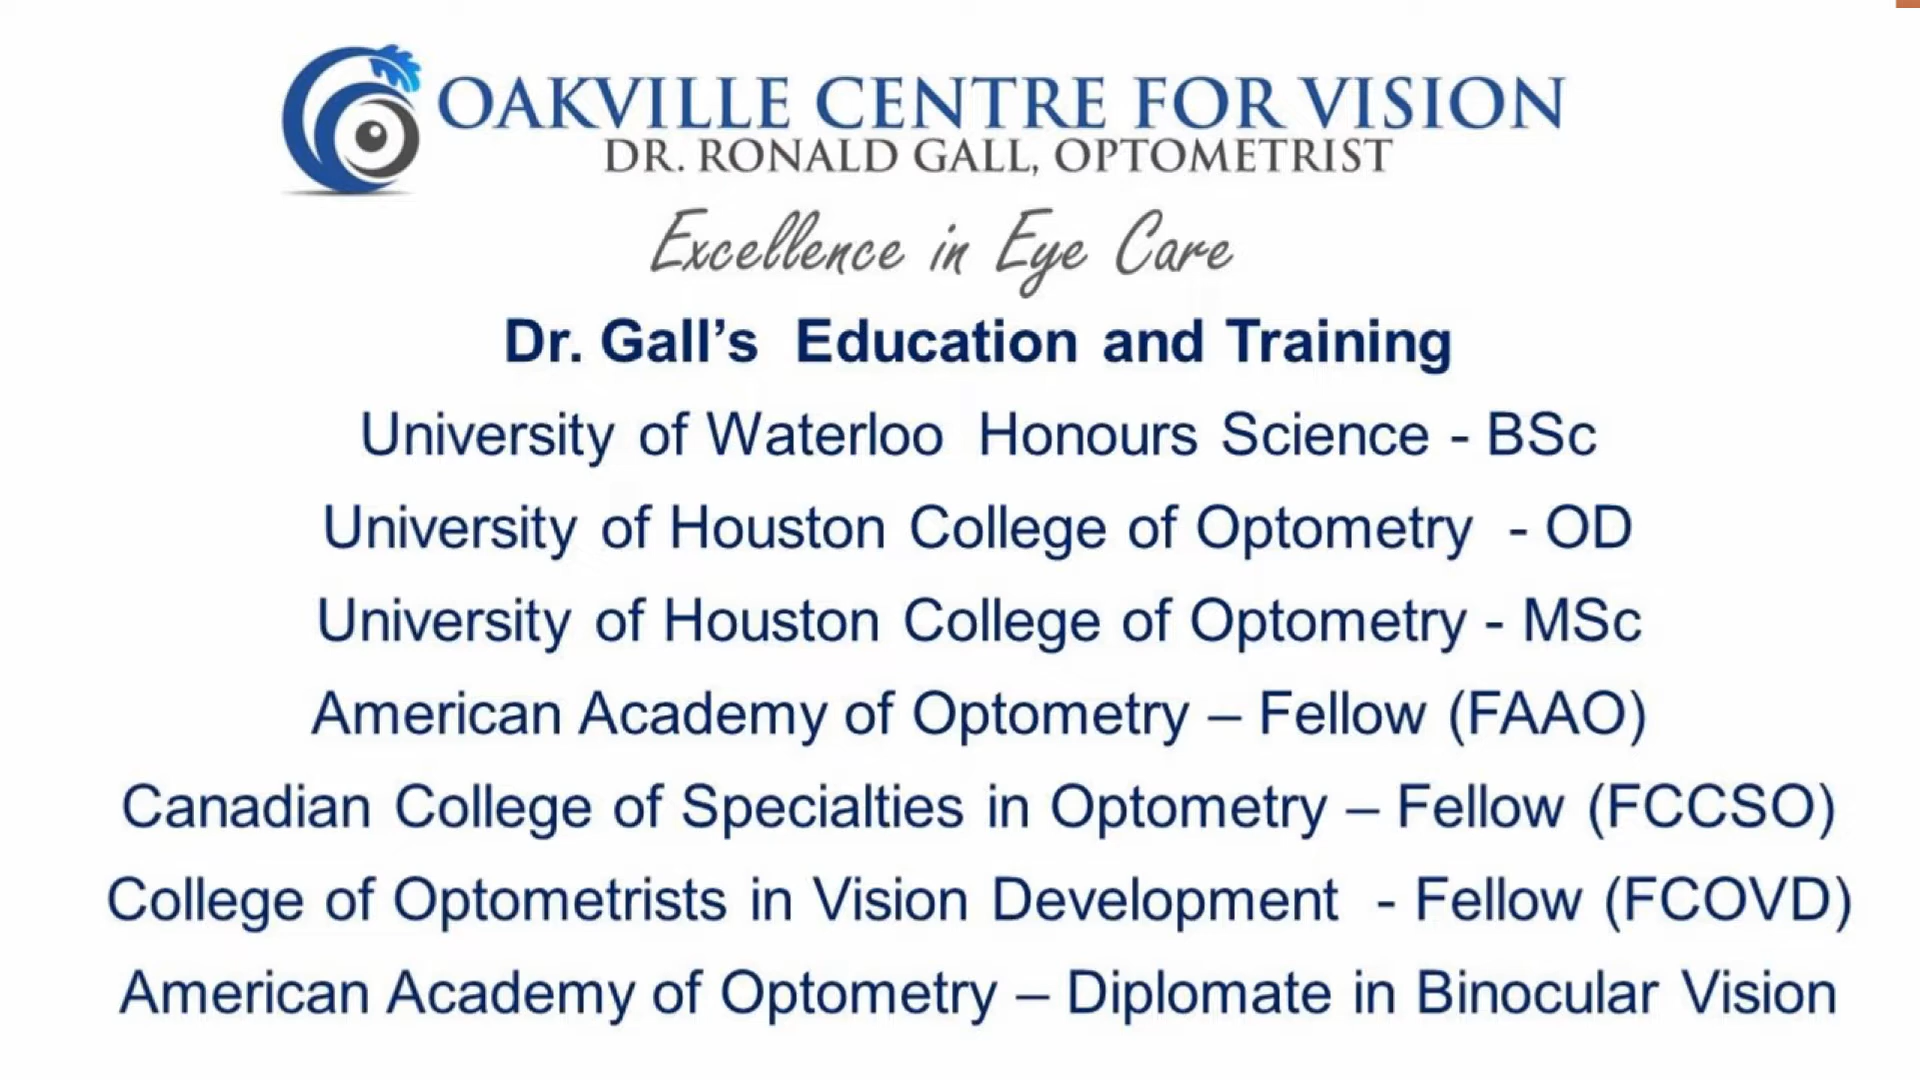 OAKVILLE CENTRE FOR VISION
DR. RONALD GALL, OPTOMETRIST
Excellence in Eye Care
Dr. Gall’s Education and Training
University of Waterloo Honours Science - BSc
University of Houston College of Optometry - OD
University of Houston College of Optometry - MSc
American Academy of Optometry – Fellow (FAAO)
Canadian College of Specialties in Optometry – Fellow (FCCSO)
College of Optometrists in Vision Development - Fellow (FCOVD)
American Academy of Optometry – Diplomate in Binocular Vision